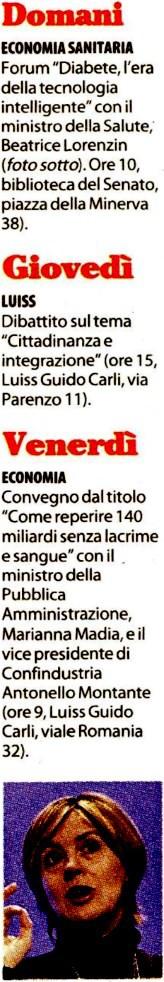 Domani
ECONOMIA SANITARIA
Forum “Diabete, l’era
della tecnologia
intelligente” con il
ministro della Salute,
Beatrice Lorenzin
(foto sotto). Ore 10,
biblioteca del Senato,
piazza della Minerva
38).
Giovedì
LUISS
Dibattito sul tema
“Cittadinanza e
integrazione” (ore 15,
Luiss Guido Carli, via
Parenzo 11).
Venerdì
ECONOMIA
Convegno dal titolo
“Come reperire 140
miliardi senza lacrime
e sangue” con il
ministro della
Pubblica
Amministrazione,
Marianna Madia, e il
vice presidente di
Confindustria
Antonello Montante
(ore 9, Luiss Guido
Carli, viale Romania
32).